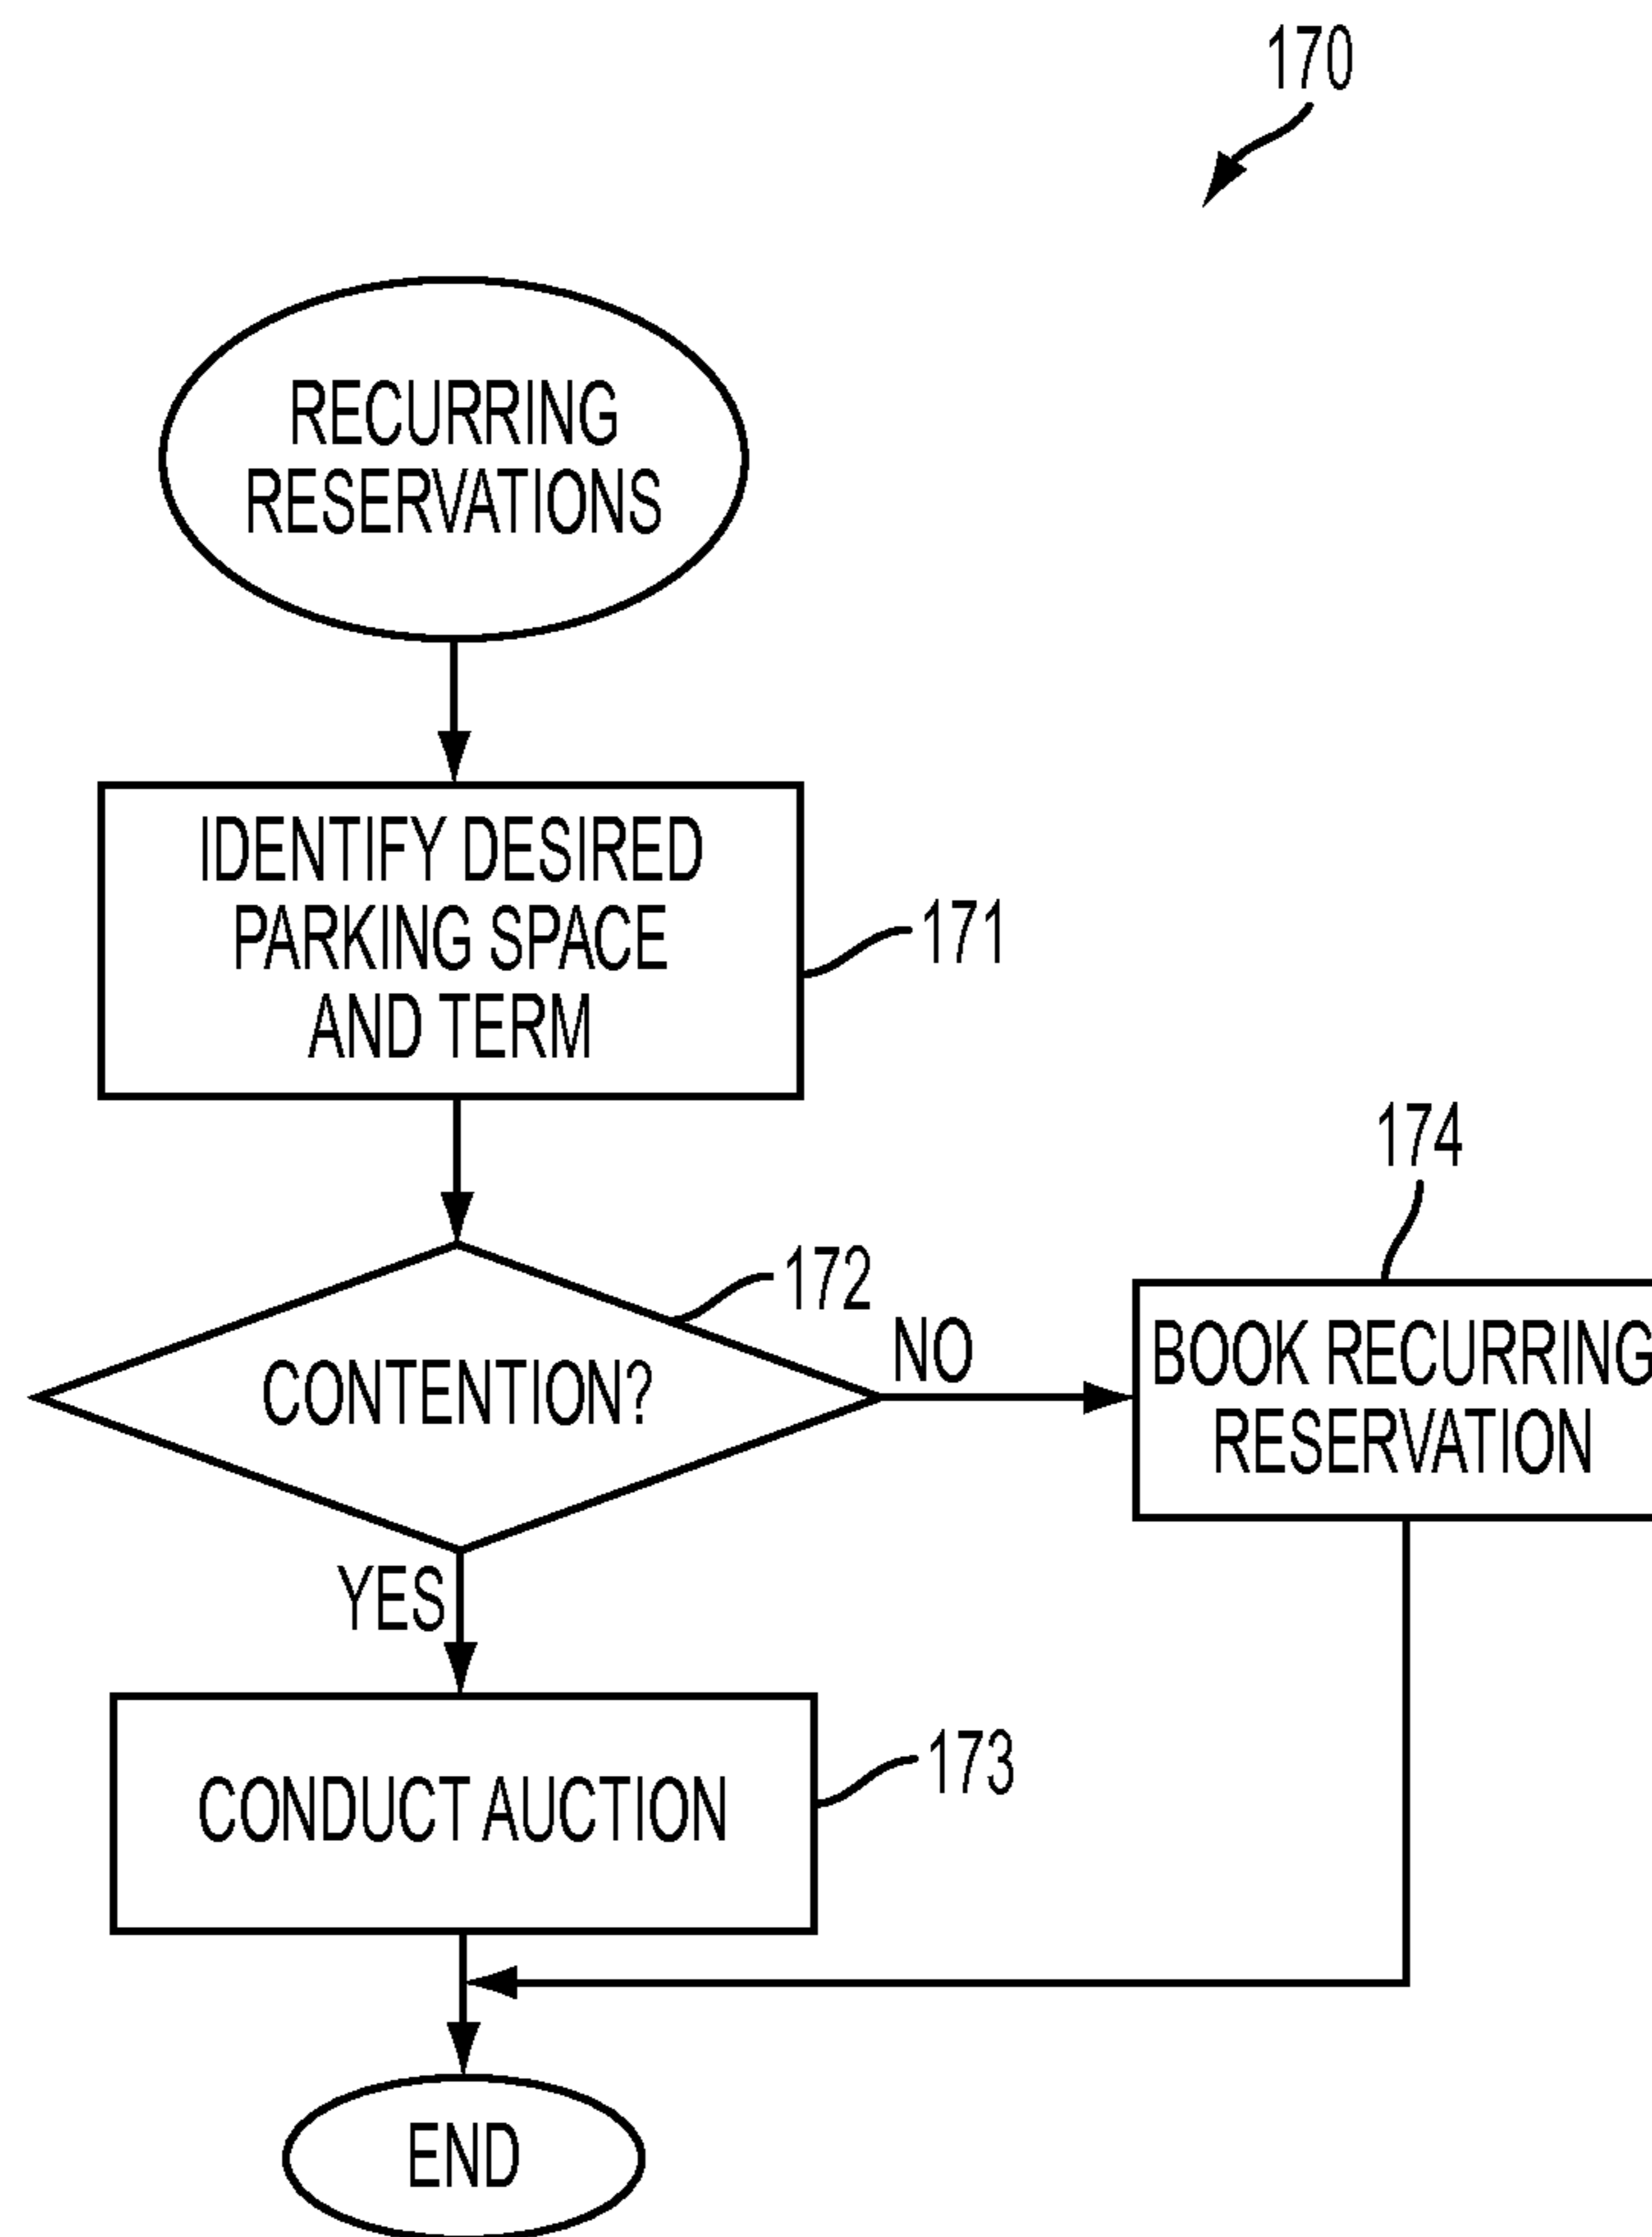 170
RECURRING
RESERVATIONS
IDENTIFY DESIRED
PARKING SPACE
AND TERM
171
174
172
CONTENTION?
NO
BOOK RECURRING
RESERVATION
YES
CONDUCT AUCTION
173
END